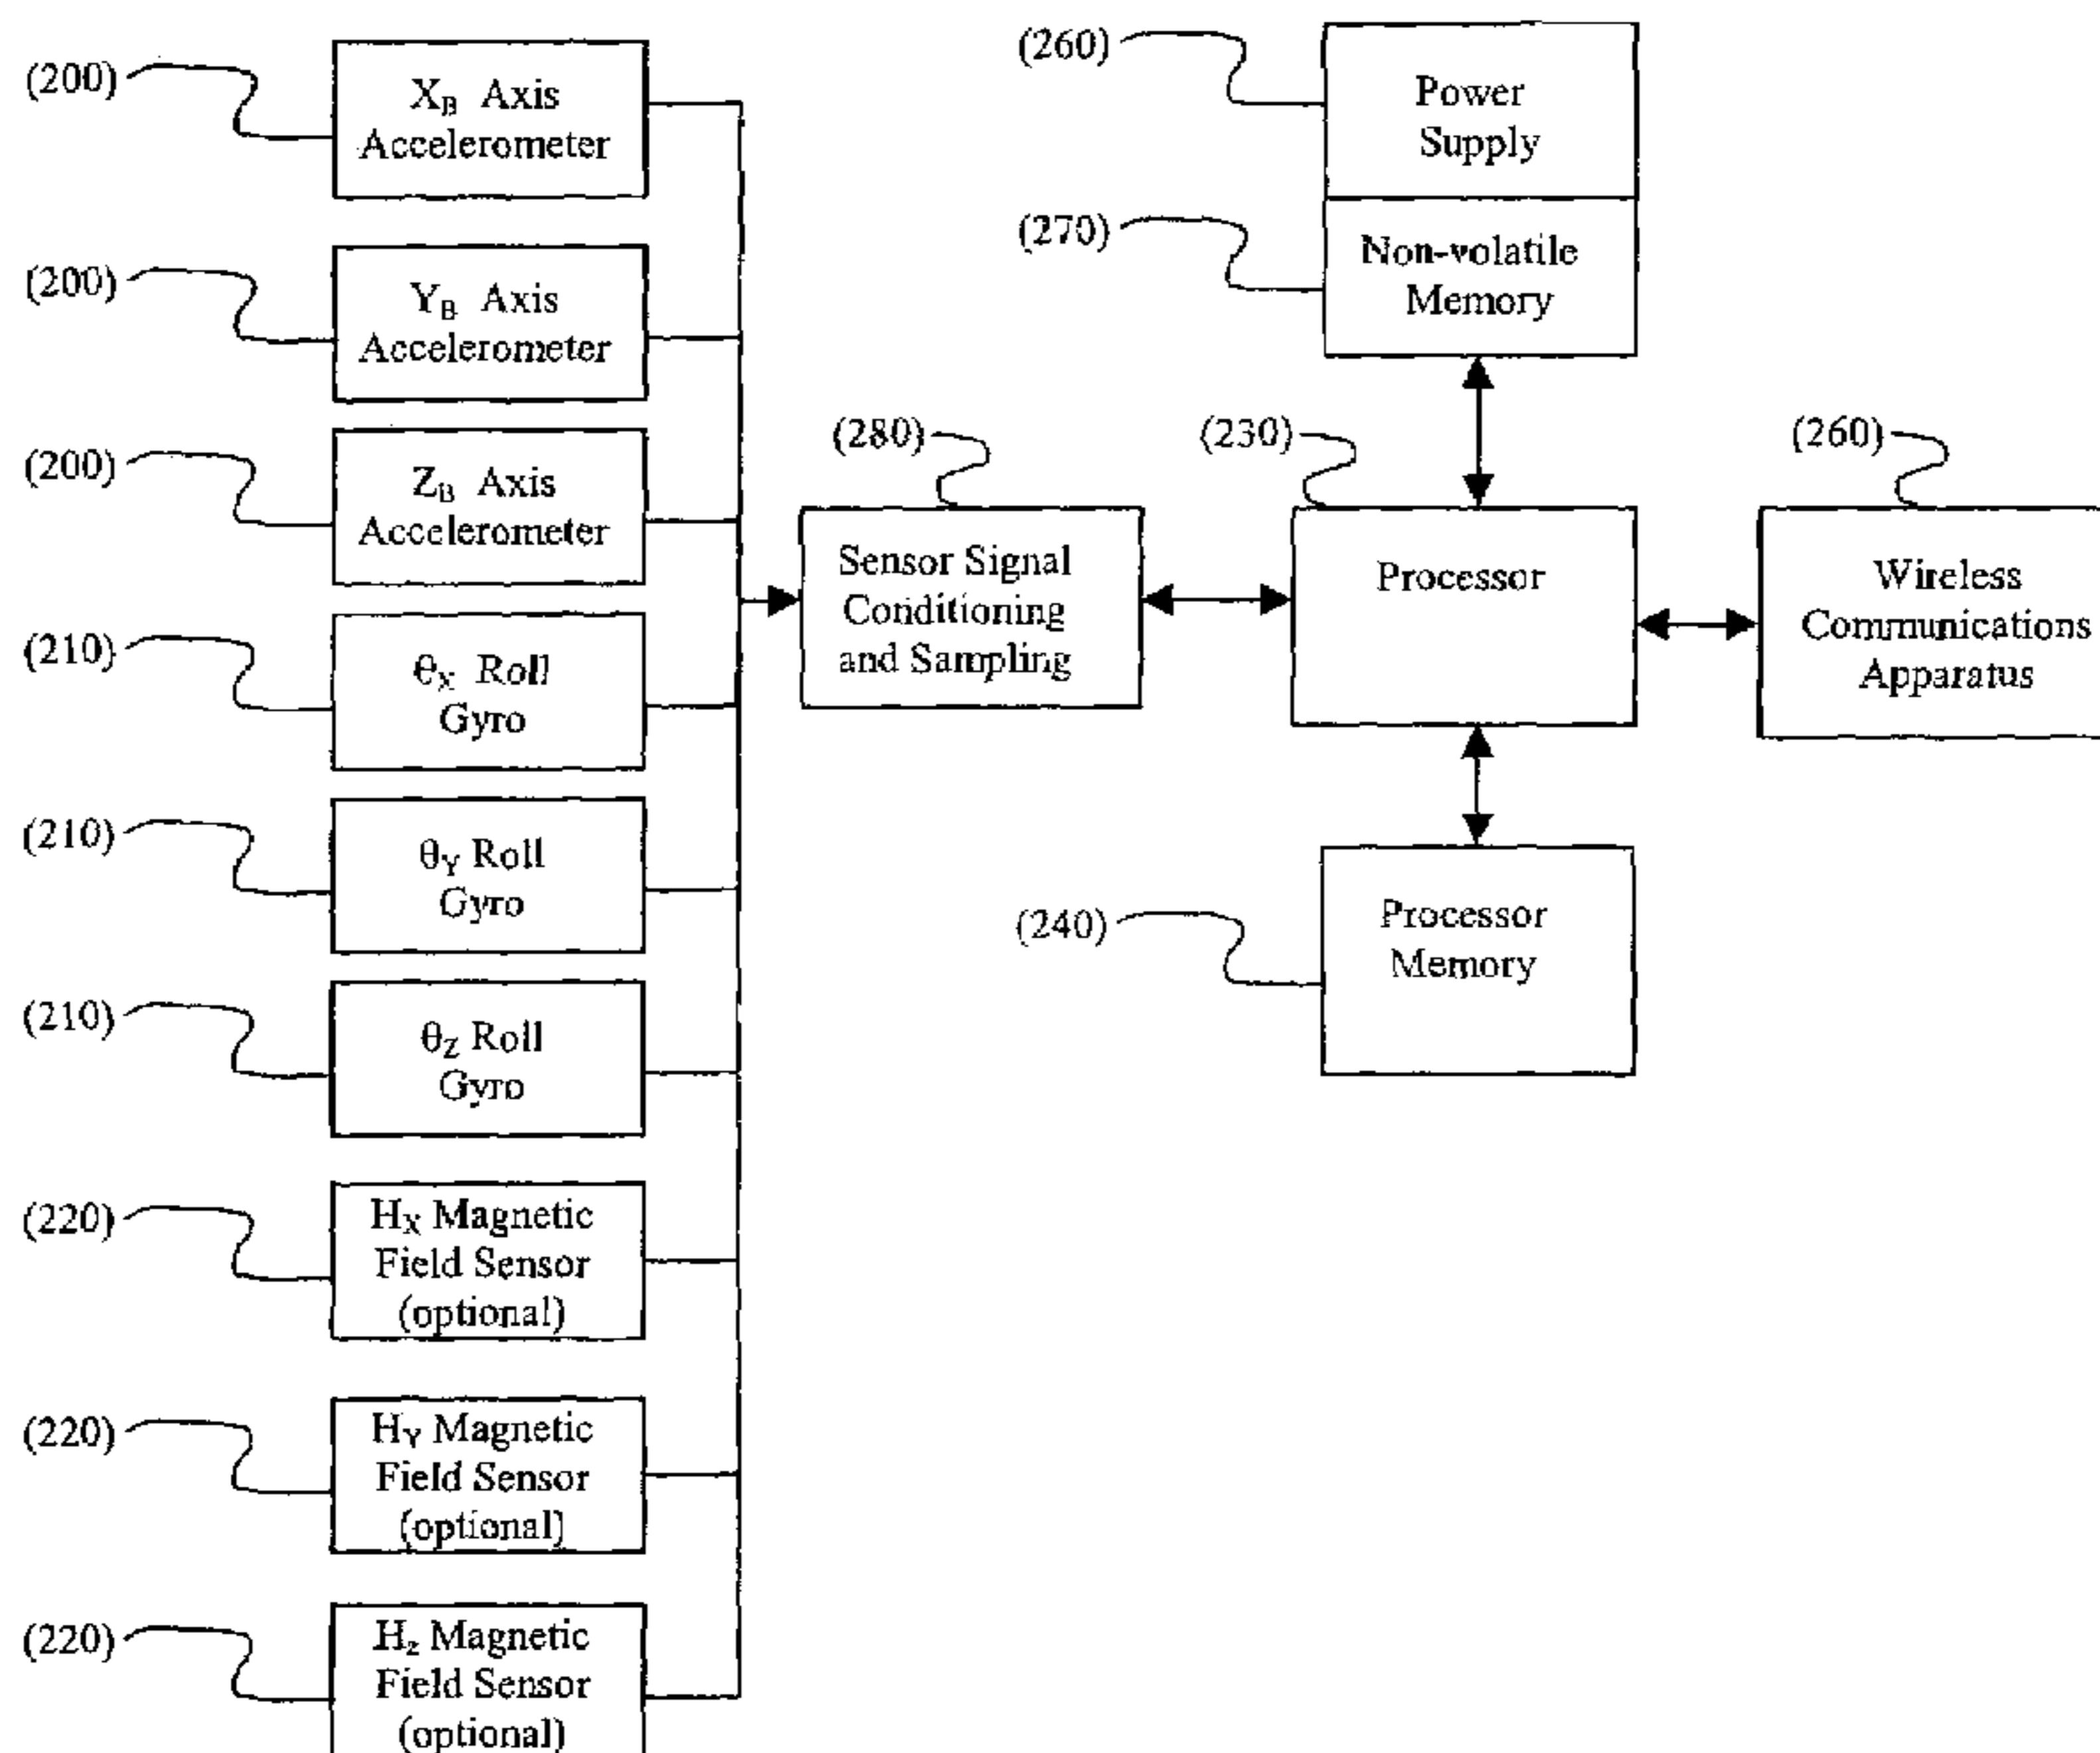 (200)
X_B Axis
Accelerometer
(200)
Y_B Axis
Accelerometer
(200)
Z_B Axis
Accelerometer
(210)
θ_X Roll
Gyro
(210)
θ_Y Roll
Gyro
(210)
θ_Z Roll
Gyro
(220)
H_X Magnetic
Field Sensor
(optional)
(220)
H_Y Magnetic
Field Sensor
(optional)
(220)
H_z Magnetic
Field Sensor
(optional)
(280)
Sensor Signal
Conditioning
and Sampling
(260)
Power
Supply
(270)
Non-volatile
Memory
(230)
Processor
(240)
Processor
Memory
(260)
Wireless
Communications
Apparatus